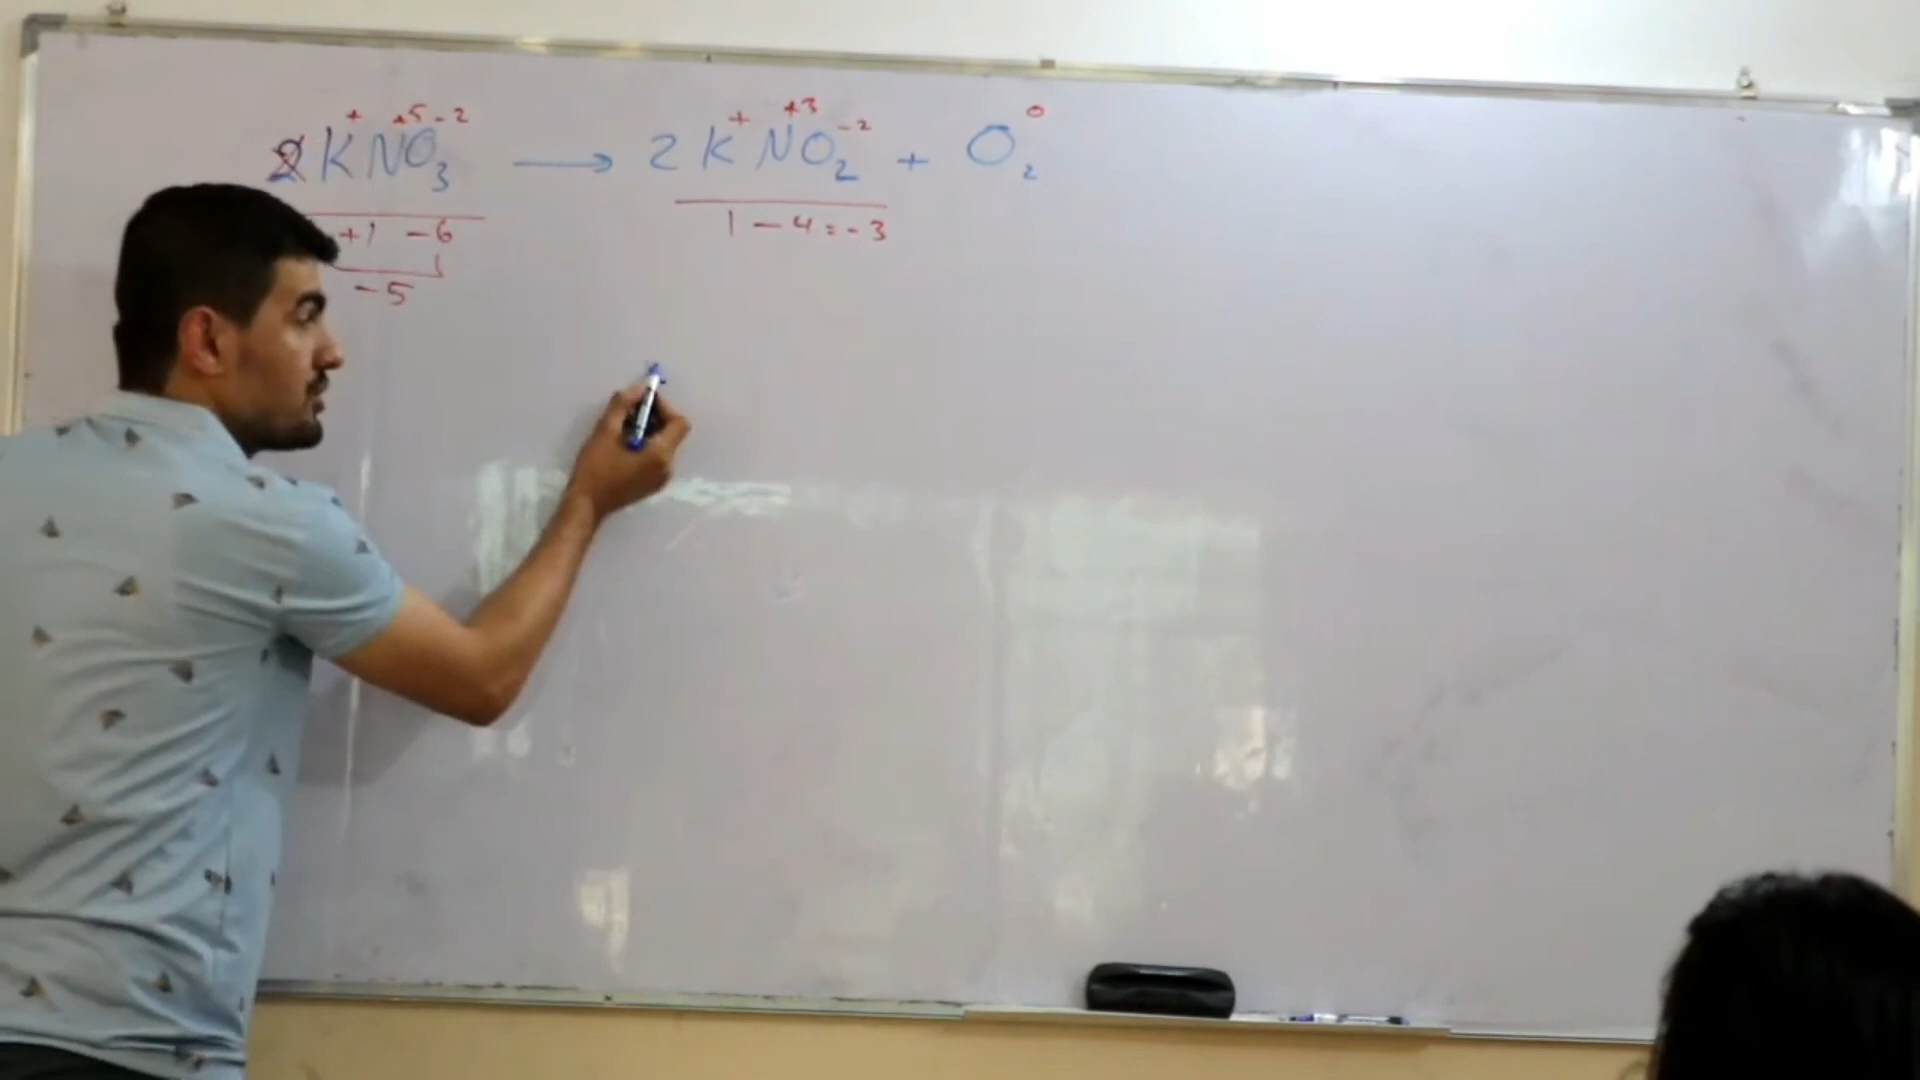 + +5 -2 + +3 -2 0
2KNO₃ ⟶ 2KNO₂ + O₂
+1 -6 1 - 4 = -3
-5